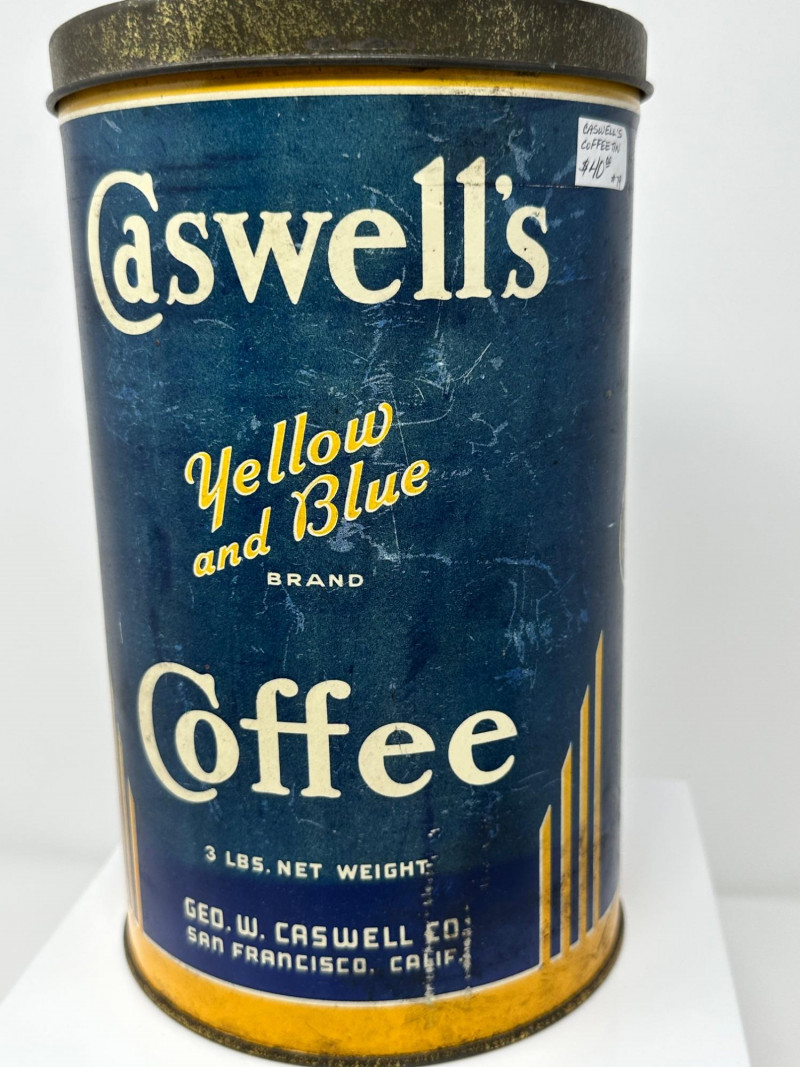 CASWELL'S
COFFEE TIN
$40.00
Caswell's
Yellow
and Blue
BRAND
Coffee
3 LBS. NET WEIGHT
GEO. W. CASWELL CO.
SAN FRANCISCO, CALIF.